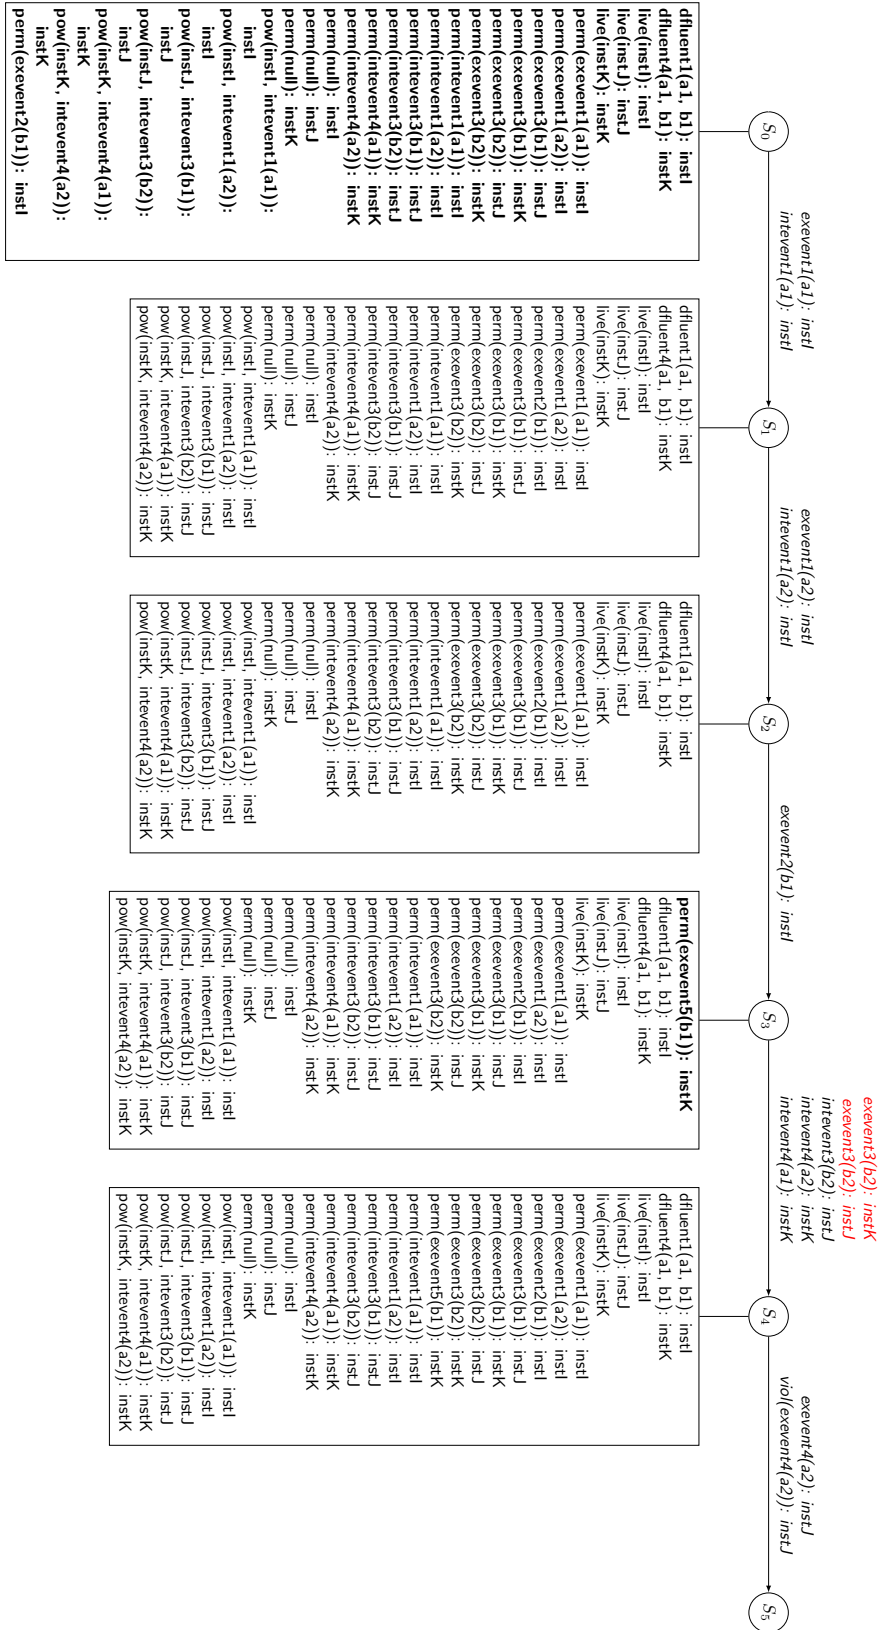 S0
dfluent1(a1, b1): instI
dfluent4(a1, b1): instK
live(instI): instI
live(instJ): instJ
live(instK): instK
perm(exevent1(a1)): instI
perm(exevent1(a2)): instI
perm(exevent3(b1)): instJ
perm(exevent3(b1)): instK
perm(exevent3(b2)): instJ
perm(exevent3(b2)): instK
perm(intevent1(a1)): instI
perm(intevent1(a2)): instI
perm(intevent3(b1)): instJ
perm(intevent3(b2)): instJ
perm(intevent4(a1)): instK
perm(intevent4(a2)): instK
perm(null): instI
perm(null): instJ
perm(null): instK
pow(instI, intevent1(a1)):
instI
pow(instI, intevent1(a2)):
instI
pow(instJ, intevent3(b1)):
instJ
pow(instJ, intevent3(b2)):
instJ
pow(instK, intevent4(a1)):
instK
pow(instK, intevent4(a2)):
instK
perm(exevent2(b1)): instI
exevent1(a1): instI
intevent1(a1): instI
S1
dfluent1(a1, b1): instI
dfluent4(a1, b1): instK
live(instI): instI
live(instJ): instJ
live(instK): instK
perm(exevent1(a1)): instI
perm(exevent1(a2)): instI
perm(exevent2(b1)): instI
perm(exevent3(b1)): instJ
perm(exevent3(b1)): instK
perm(exevent3(b2)): instJ
perm(exevent3(b2)): instK
perm(intevent1(a1)): instI
perm(intevent1(a2)): instI
perm(intevent3(b1)): instJ
perm(intevent3(b2)): instJ
perm(intevent4(a1)): instK
perm(intevent4(a2)): instK
perm(null): instI
perm(null): instJ
perm(null): instK
pow(instI, intevent1(a1)): instI
pow(instI, intevent1(a2)): instI
pow(instJ, intevent3(b1)): instJ
pow(instJ, intevent3(b2)): instJ
pow(instK, intevent4(a1)): instK
pow(instK, intevent4(a2)): instK
exevent1(a2): instI
intevent1(a2): instI
S2
dfluent1(a1, b1): instI
dfluent4(a1, b1): instK
live(instI): instI
live(instJ): instJ
live(instK): instK
perm(exevent1(a1)): instI
perm(exevent1(a2)): instI
perm(exevent2(b1)): instI
perm(exevent3(b1)): instJ
perm(exevent3(b1)): instK
perm(exevent3(b2)): instJ
perm(exevent3(b2)): instK
perm(intevent1(a1)): instI
perm(intevent1(a2)): instI
perm(intevent3(b1)): instJ
perm(intevent3(b2)): instJ
perm(intevent4(a1)): instK
perm(intevent4(a2)): instK
perm(null): instI
perm(null): instJ
perm(null): instK
pow(instI, intevent1(a1)): instI
pow(instI, intevent1(a2)): instI
pow(instJ, intevent3(b1)): instJ
pow(instJ, intevent3(b2)): instJ
pow(instK, intevent4(a1)): instK
pow(instK, intevent4(a2)): instK
exevent2(b1): instI
S3
perm(exevent5(b1)): instK
dfluent1(a1, b1): instI
dfluent4(a1, b1): instK
live(instI): instI
live(instJ): instJ
live(instK): instK
perm(exevent1(a1)): instI
perm(exevent1(a2)): instI
perm(exevent2(b1)): instI
perm(exevent3(b1)): instJ
perm(exevent3(b1)): instK
perm(exevent3(b2)): instJ
perm(exevent3(b2)): instK
perm(intevent1(a1)): instI
perm(intevent1(a2)): instI
perm(intevent3(b1)): instJ
perm(intevent3(b2)): instJ
perm(intevent4(a1)): instK
perm(intevent4(a2)): instK
perm(null): instI
perm(null): instJ
perm(null): instK
pow(instI, intevent1(a1)): instI
pow(instI, intevent1(a2)): instI
pow(instJ, intevent3(b1)): instJ
pow(instJ, intevent3(b2)): instJ
pow(instK, intevent4(a1)): instK
pow(instK, intevent4(a2)): instK
exevent3(b2): instK
exevent3(b2): instJ
intevent3(b2): instJ
intevent4(a2): instK
intevent4(a1): instK
S4
dfluent1(a1, b1): instI
dfluent4(a1, b1): instK
live(instI): instI
live(instJ): instJ
live(instK): instK
perm(exevent1(a1)): instI
perm(exevent1(a2)): instI
perm(exevent2(b1)): instI
perm(exevent3(b1)): instJ
perm(exevent3(b1)): instK
perm(exevent3(b2)): instJ
perm(exevent3(b2)): instK
perm(exevent5(b1)): instK
perm(intevent1(a1)): instI
perm(intevent1(a2)): instI
perm(intevent3(b1)): instJ
perm(intevent3(b2)): instJ
perm(intevent4(a1)): instK
perm(intevent4(a2)): instK
perm(null): instI
perm(null): instJ
perm(null): instK
pow(instI, intevent1(a1)): instI
pow(instI, intevent1(a2)): instI
pow(instJ, intevent3(b1)): instJ
pow(instJ, intevent3(b2)): instJ
pow(instK, intevent4(a1)): instK
pow(instK, intevent4(a2)): instK
exevent4(a2): instJ
viol(exevent4(a2)): instJ
S5